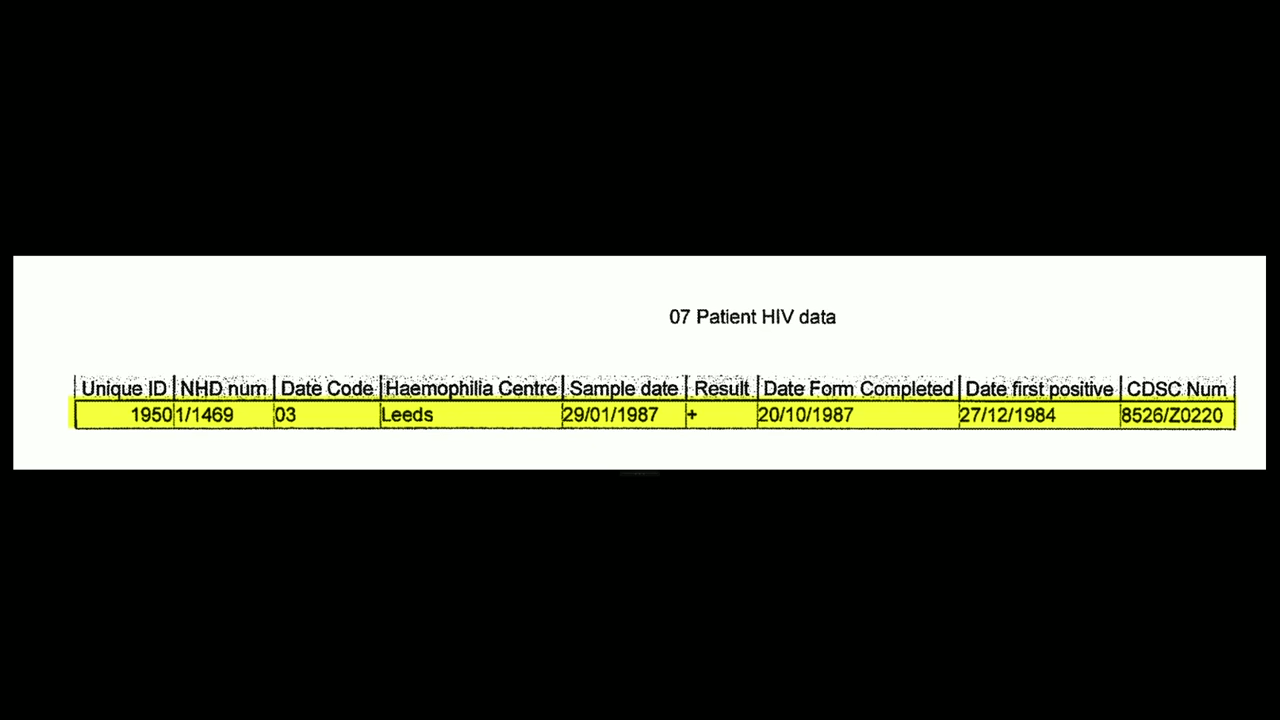 07 Patient HIV data
Unique ID NHD num Date Code Haemophilia Centre Sample date Result Date Form Completed Date first positive CDSC Num
1950 1/1469 03 Leeds 29/01/1987 + 20/10/1987 27/12/1984 8526/Z0220